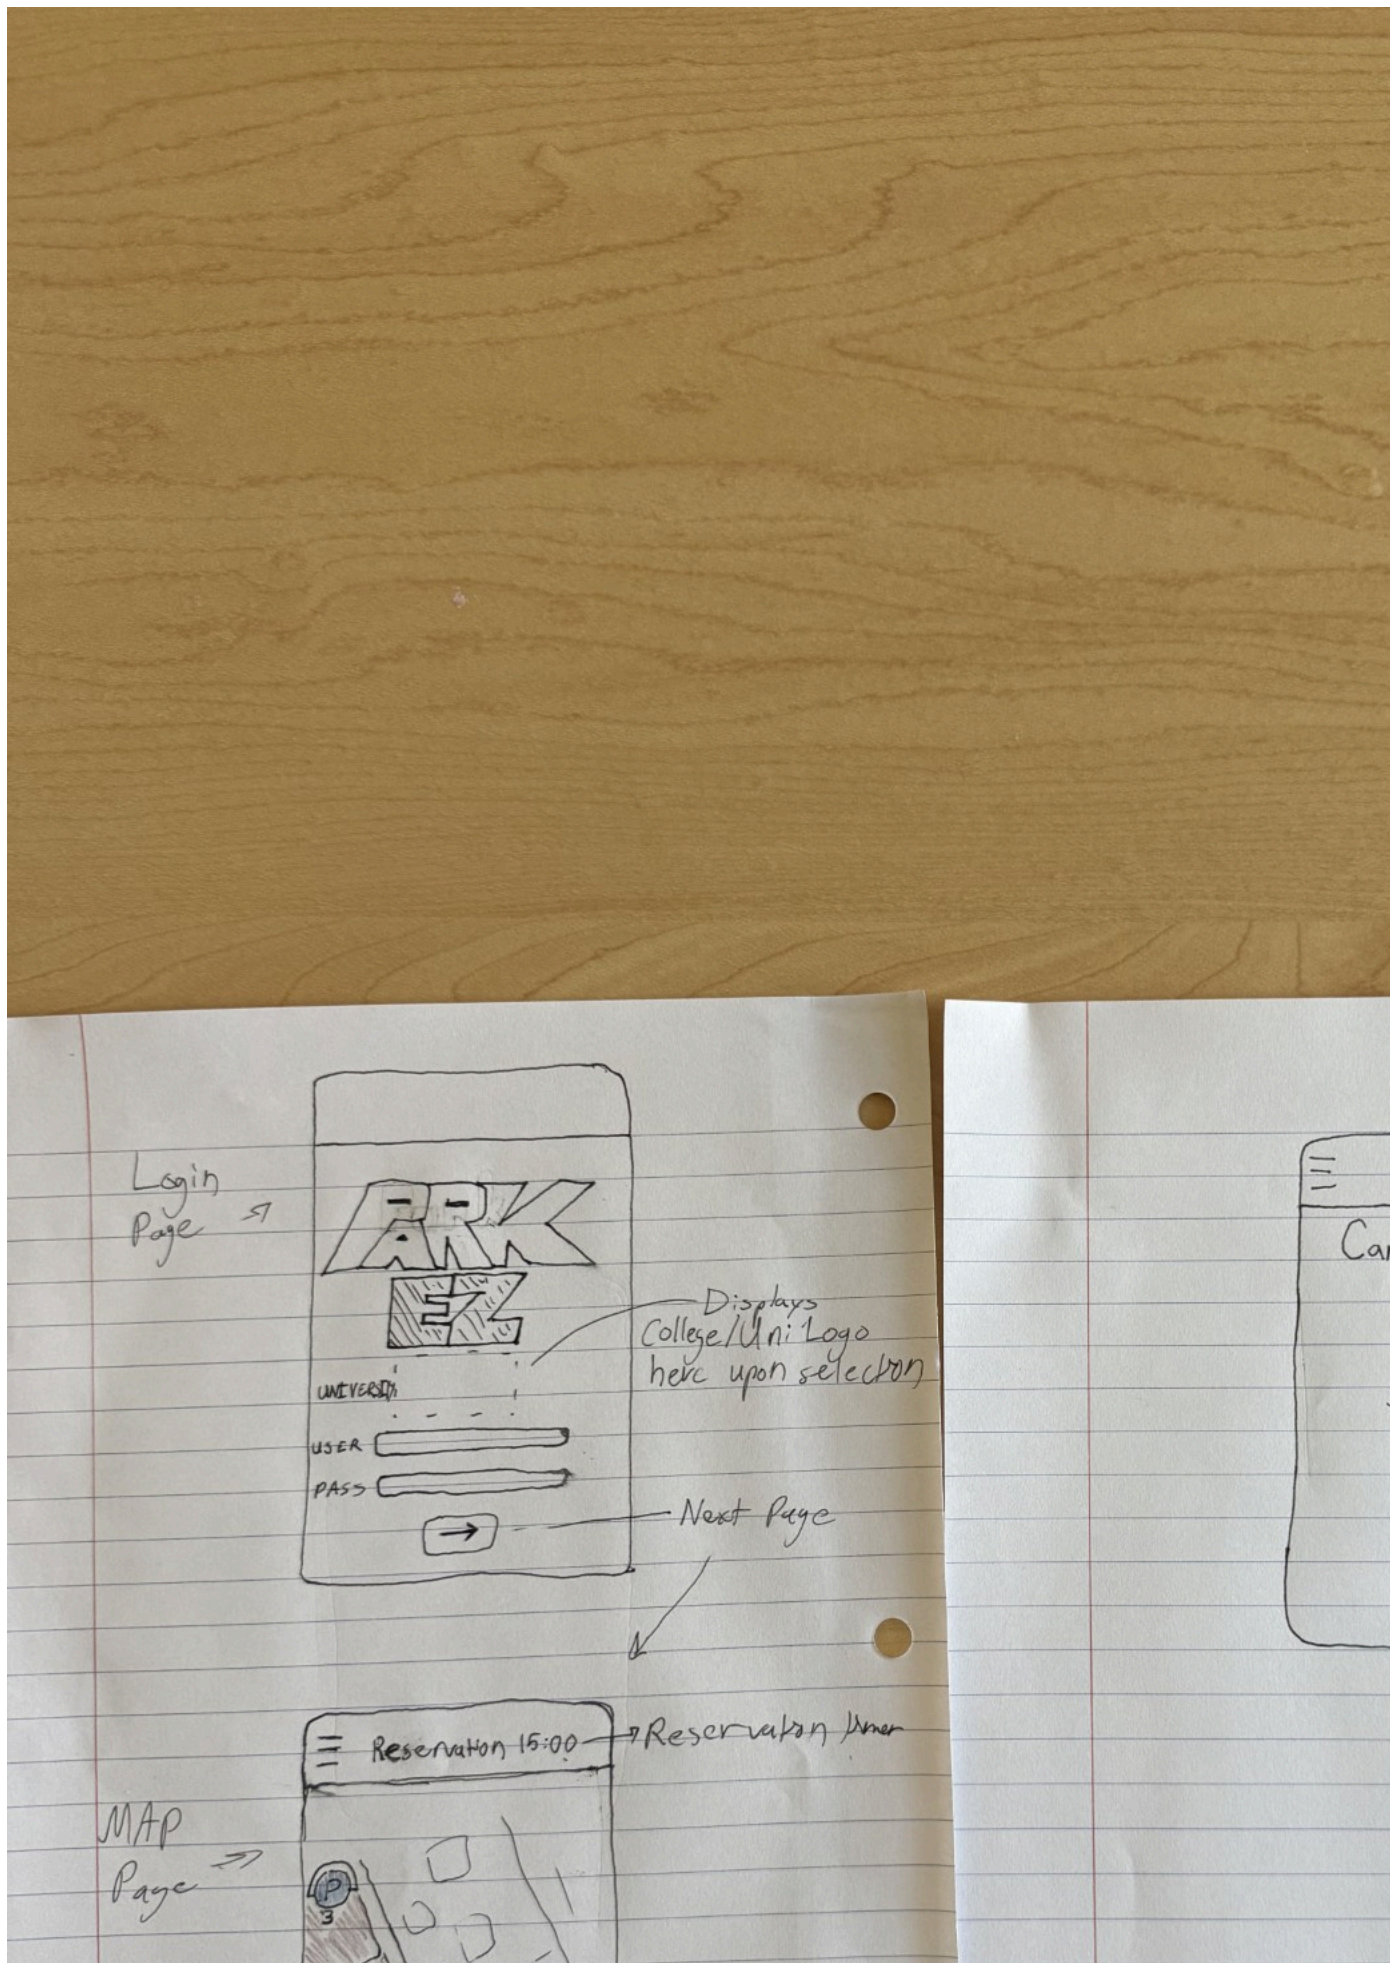 Login
Page
ARK
EZ
Displays
College/Uni Logo
here upon selection
UNIVERSITY
USER
PASS
Next Page
Reservation 15:00
Reservation timer
MAP
Page
P
3